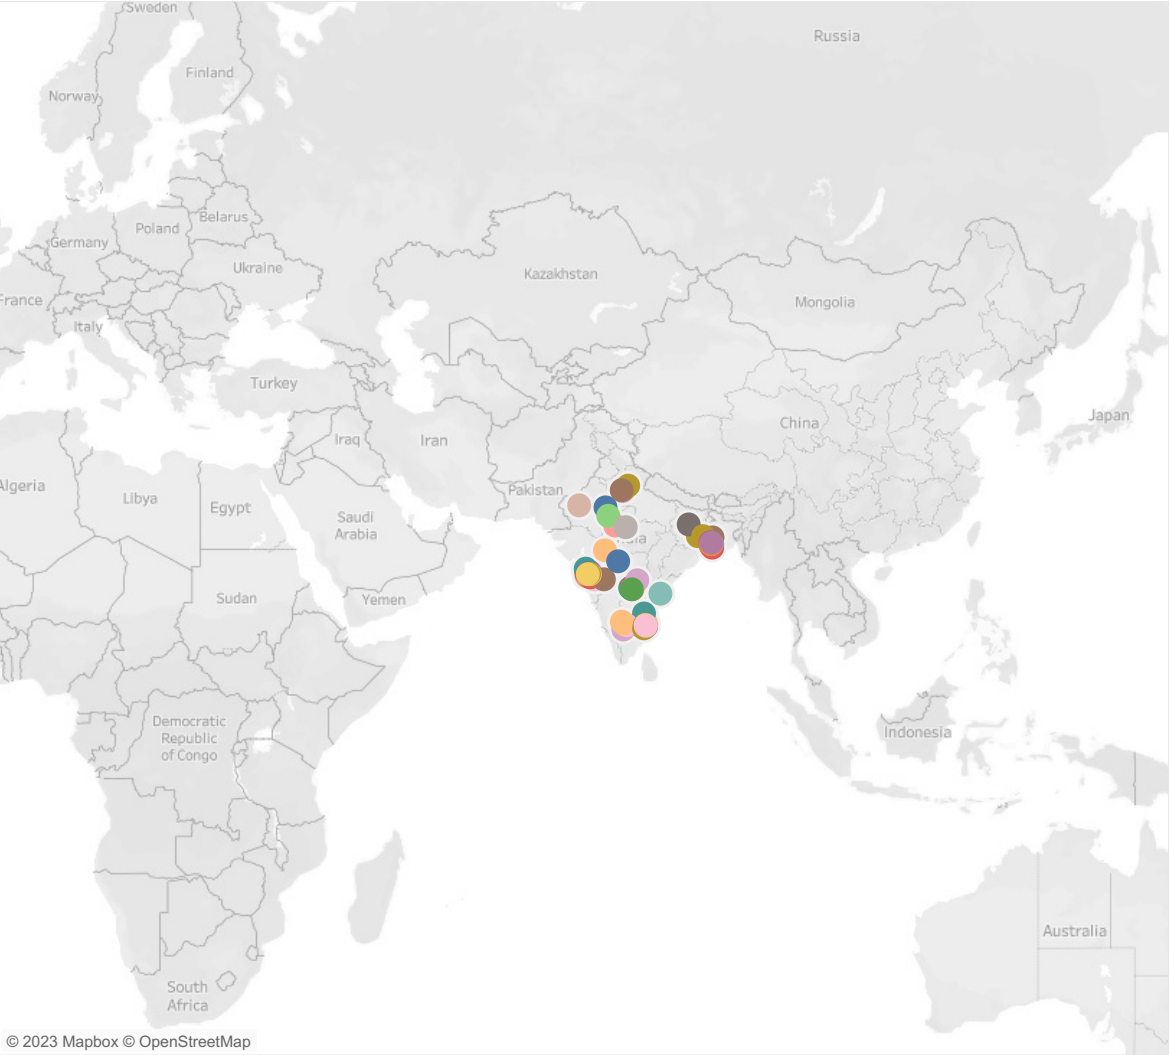 Sweden
Russia
Finland
Norway
Belarus
Poland
Germany
Ukraine
Kazakhstan
France
Mongolia
Italy
Turkey
Japan
China
Iraq
Iran
Algeria
Pakistan
Libya
Egypt
Saudi
Arabia
Sudan
Yemen
Democratic
Republic
of Congo
Indonesia
Australia
South
Africa
© 2023 Mapbox © OpenStreetMap